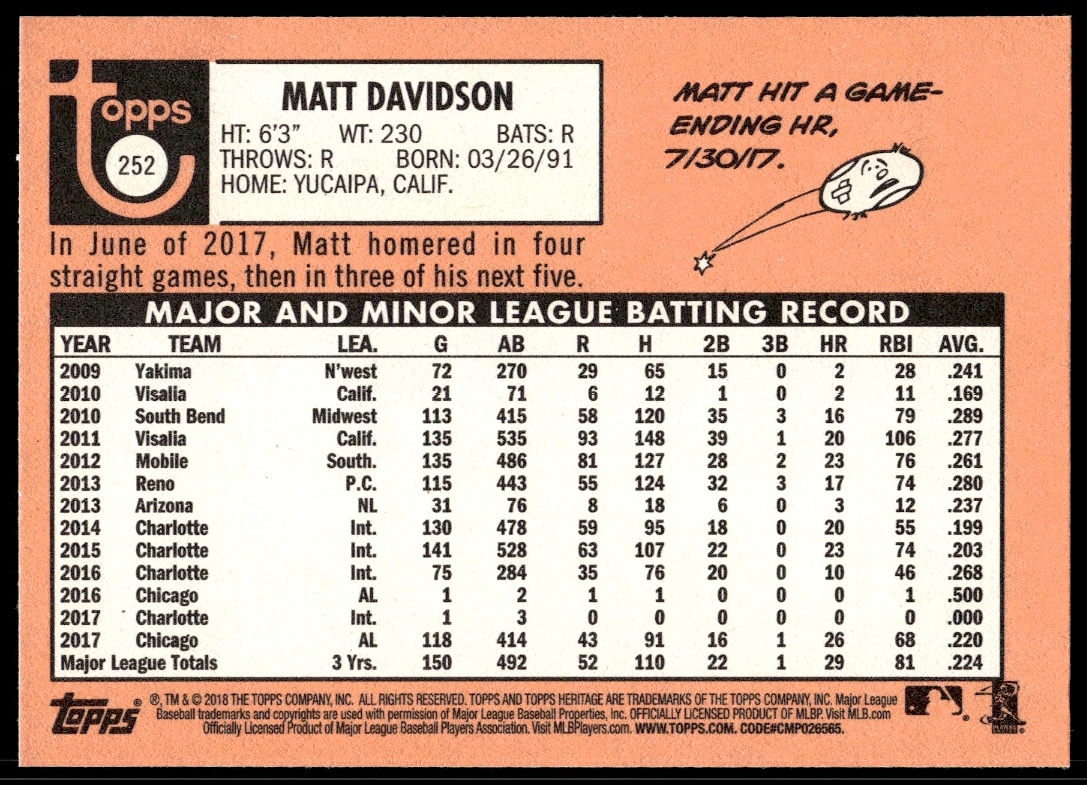 topps
252
MATT DAVIDSON
HT: 6'3" WT: 230 BATS: R
THROWS: R BORN: 03/26/91
HOME: YUCAIPA, CALIF.
MATT HIT A GAME-
ENDING HR,
7/30/17.
In June of 2017, Matt homered in four
straight games, then in three of his next five.
MAJOR AND MINOR LEAGUE BATTING RECORD
YEAR TEAM LEA. G AB R H 2B 3B HR RBI AVG.
2009 Yakima N'west 72 270 29 65 15 0 2 28 .241
2010 Visalia Calif. 21 71 6 12 1 0 2 11 .169
2010 South Bend Midwest 113 415 58 120 35 3 16 79 .289
2011 Visalia Calif. 135 535 93 148 39 1 20 106 .277
2012 Mobile South. 135 486 81 127 28 2 23 76 .261
2013 Reno P.C. 115 443 55 124 32 3 17 74 .280
2013 Arizona NL 31 76 8 18 6 0 3 12 .237
2014 Charlotte Int. 130 478 59 95 18 0 20 55 .199
2015 Charlotte Int. 141 528 63 107 22 0 23 74 .203
2016 Charlotte Int. 75 284 35 76 20 0 10 46 .268
2016 Chicago AL 1 2 1 1 0 0 0 1 .500
2017 Charlotte Int. 1 3 0 0 0 0 0 0 .000
2017 Chicago AL 118 414 43 91 16 1 26 68 .220
Major League Totals 3 Yrs. 150 492 52 110 22 1 29 81 .224
topps®
®, TM & © 2018 THE TOPPS COMPANY, INC. ALL RIGHTS RESERVED. TOPPS AND TOPPS HERITAGE ARE TRADEMARKS OF THE TOPPS COMPANY, INC. Major League
Baseball trademarks and copyrights are used with permission of Major League Baseball Properties, Inc. OFFICIALLY LICENSED PRODUCT OF MLBP. Visit MLB.com
Officially Licensed Product of Major League Baseball Players Association. Visit MLBPlayers.com. WWW.TOPPS.COM. CODE#CMP026565.